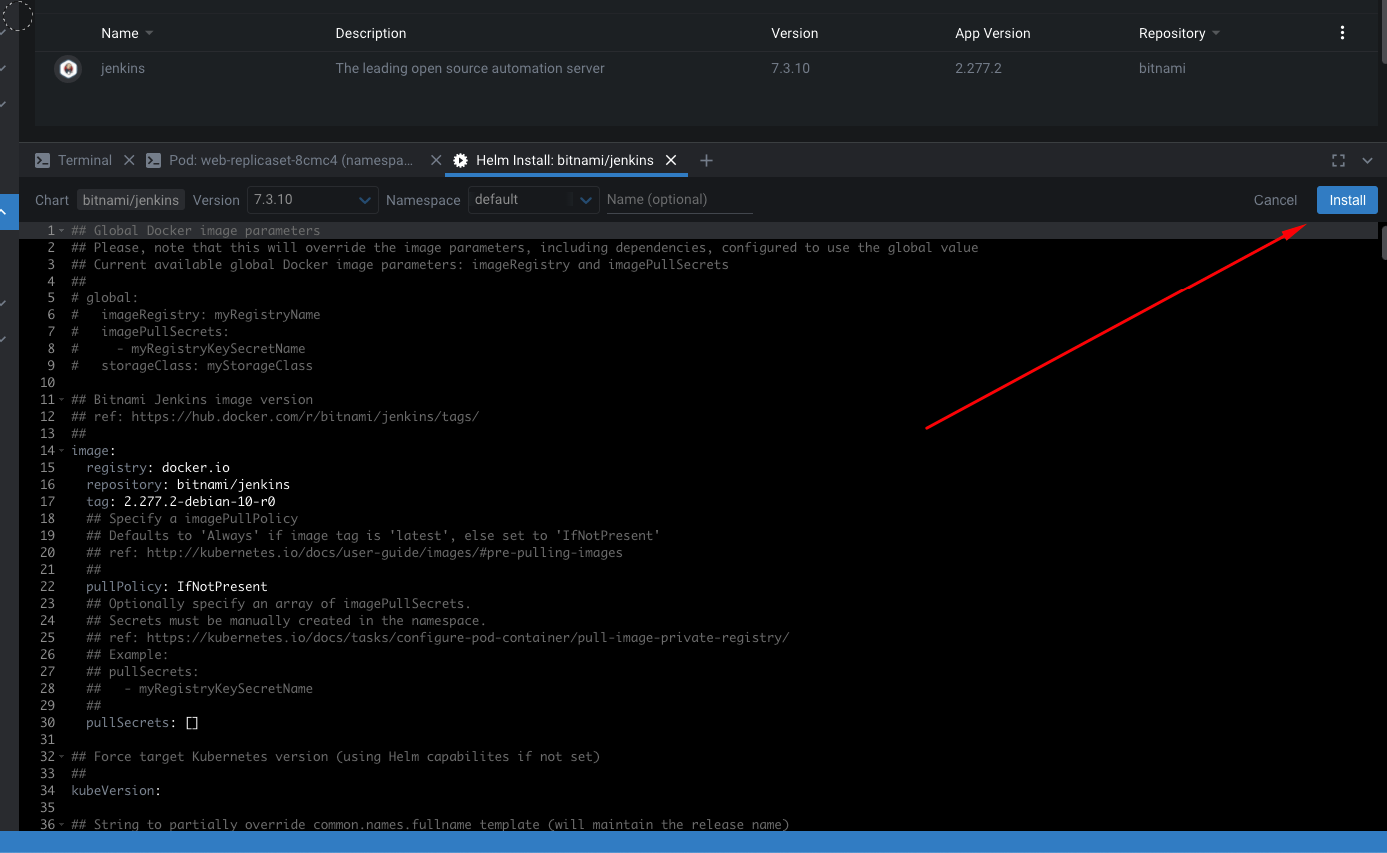 Name Description Version App Version Repository
jenkins The leading open source automation server 7.3.10 2.277.2 bitnami
Terminal Pod: web-replicaset-8cmc4 (namespa... Helm Install: bitnami/jenkins
Chart bitnami/jenkins Version 7.3.10 Namespace default Name (optional) Cancel Install
1 ## Global Docker image parameters
2 ## Please, note that this will override the image parameters, including dependencies, configured to use the global value
3 ## Current available global Docker image parameters: imageRegistry and imagePullSecrets
4 ##
5 # global:
6 #   imageRegistry: myRegistryName
7 #   imagePullSecrets:
8 #     - myRegistryKeySecretName
9 #   storageClass: myStorageClass
10
11 ## Bitnami Jenkins image version
12 ## ref: https://hub.docker.com/r/bitnami/jenkins/tags/
13 ##
14 image:
15   registry: docker.io
16   repository: bitnami/jenkins
17   tag: 2.277.2-debian-10-r0
18   ## Specify a imagePullPolicy
19   ## Defaults to 'Always' if image tag is 'latest', else set to 'IfNotPresent'
20   ## ref: http://kubernetes.io/docs/user-guide/images/#pre-pulling-images
21   ##
22   pullPolicy: IfNotPresent
23   ## Optionally specify an array of imagePullSecrets.
24   ## Secrets must be manually created in the namespace.
25   ## ref: https://kubernetes.io/docs/tasks/configure-pod-container/pull-image-private-registry/
26   ## Example:
27   ## pullSecrets:
28   ##   - myRegistryKeySecretName
29   ##
30   pullSecrets: []
31
32 ## Force target Kubernetes version (using Helm capabilites if not set)
33 ##
34 kubeVersion:
35
36 ## String to partially override common.names.fullname template (will maintain the release name)